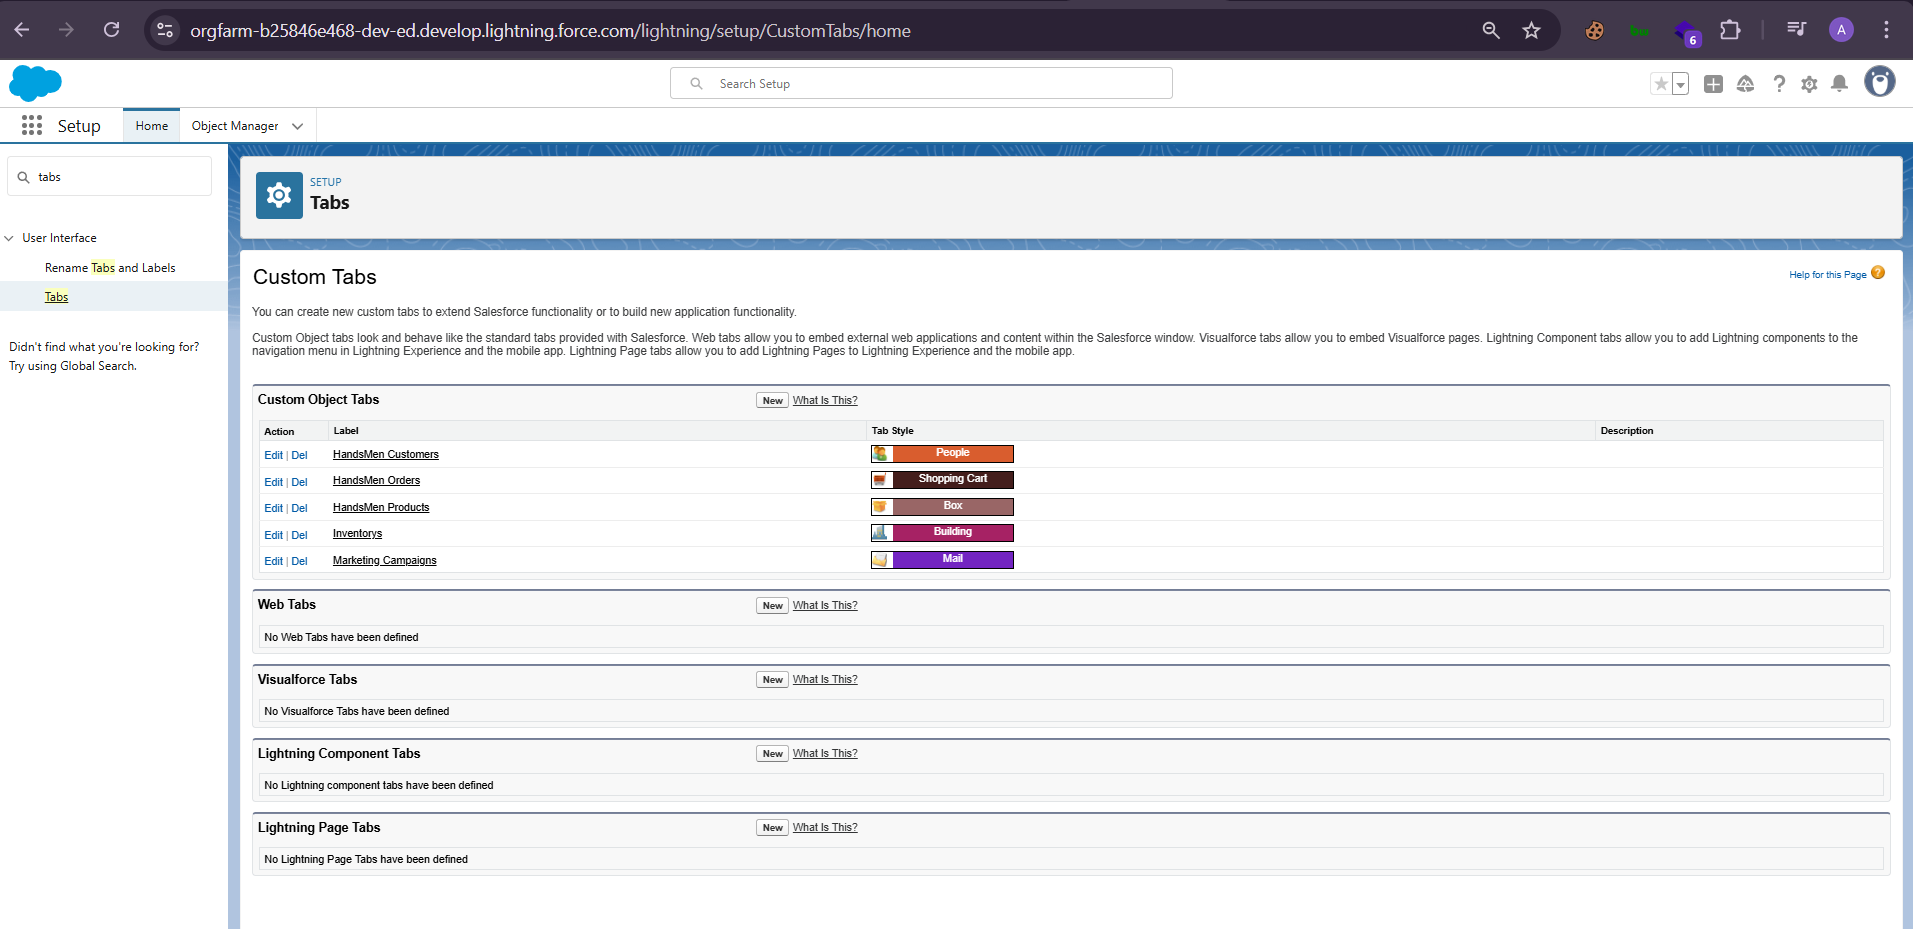 orgfarm-b25846e468-dev-ed.develop.lightning.force.com/lightning/setup/CustomTabs/home
6
A
Search Setup
Setup
Home
Object Manager
tabs
User Interface
Rename Tabs and Labels
Tabs
Didn't find what you're looking for?
Try using Global Search.
SETUP
Tabs
Custom Tabs
Help for this Page
You can create new custom tabs to extend Salesforce functionality or to build new application functionality.
Custom Object tabs look and behave like the standard tabs provided with Salesforce. Web tabs allow you to embed external web applications and content within the Salesforce window. Visualforce tabs allow you to embed Visualforce pages. Lightning Component tabs allow you to add Lightning components to the
navigation menu in Lightning Experience and the mobile app. Lightning Page tabs allow you to add Lightning Pages to Lightning Experience and the mobile app.
Custom Object Tabs New What Is This?
Action Label Tab Style Description
Edit | Del HandsMen Customers People
Edit | Del HandsMen Orders Shopping Cart
Edit | Del HandsMen Products Box
Edit | Del Inventorys Building
Edit | Del Marketing Campaigns Mail
Web Tabs New What Is This?
No Web Tabs have been defined
Visualforce Tabs New What Is This?
No Visualforce Tabs have been defined
Lightning Component Tabs New What Is This?
No Lightning component tabs have been defined
Lightning Page Tabs New What Is This?
No Lightning Page Tabs have been defined